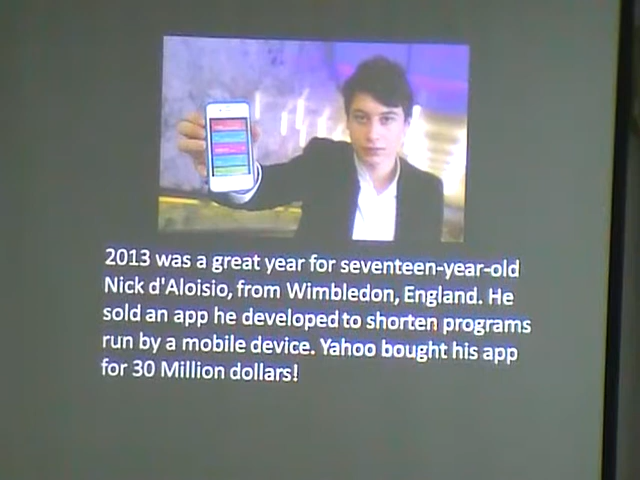 2013 was a great year for seventeen-year-old
Nick d'Aloisio, from Wimbledon, England. He
sold an app he developed to shorten programs
run by a mobile device. Yahoo bought his app
for 30 Million dollars!